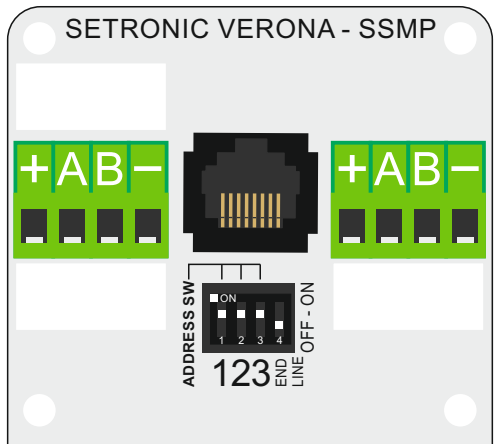 SETRONIC VERONA - SSMP
+AB−
+AB−
ADDRESS SW
ON
1 2 3 4
123
END
LINE
OFF - ON